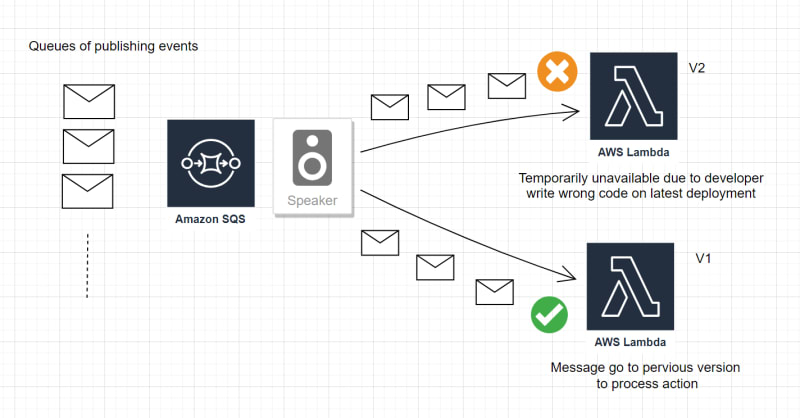 Queues of publishing events
Amazon SQS
Speaker
V2
AWS Lambda
Temporarily unavailable due to developer
write wrong code on latest deployment
V1
AWS Lambda
Message go to pervious version
to process action